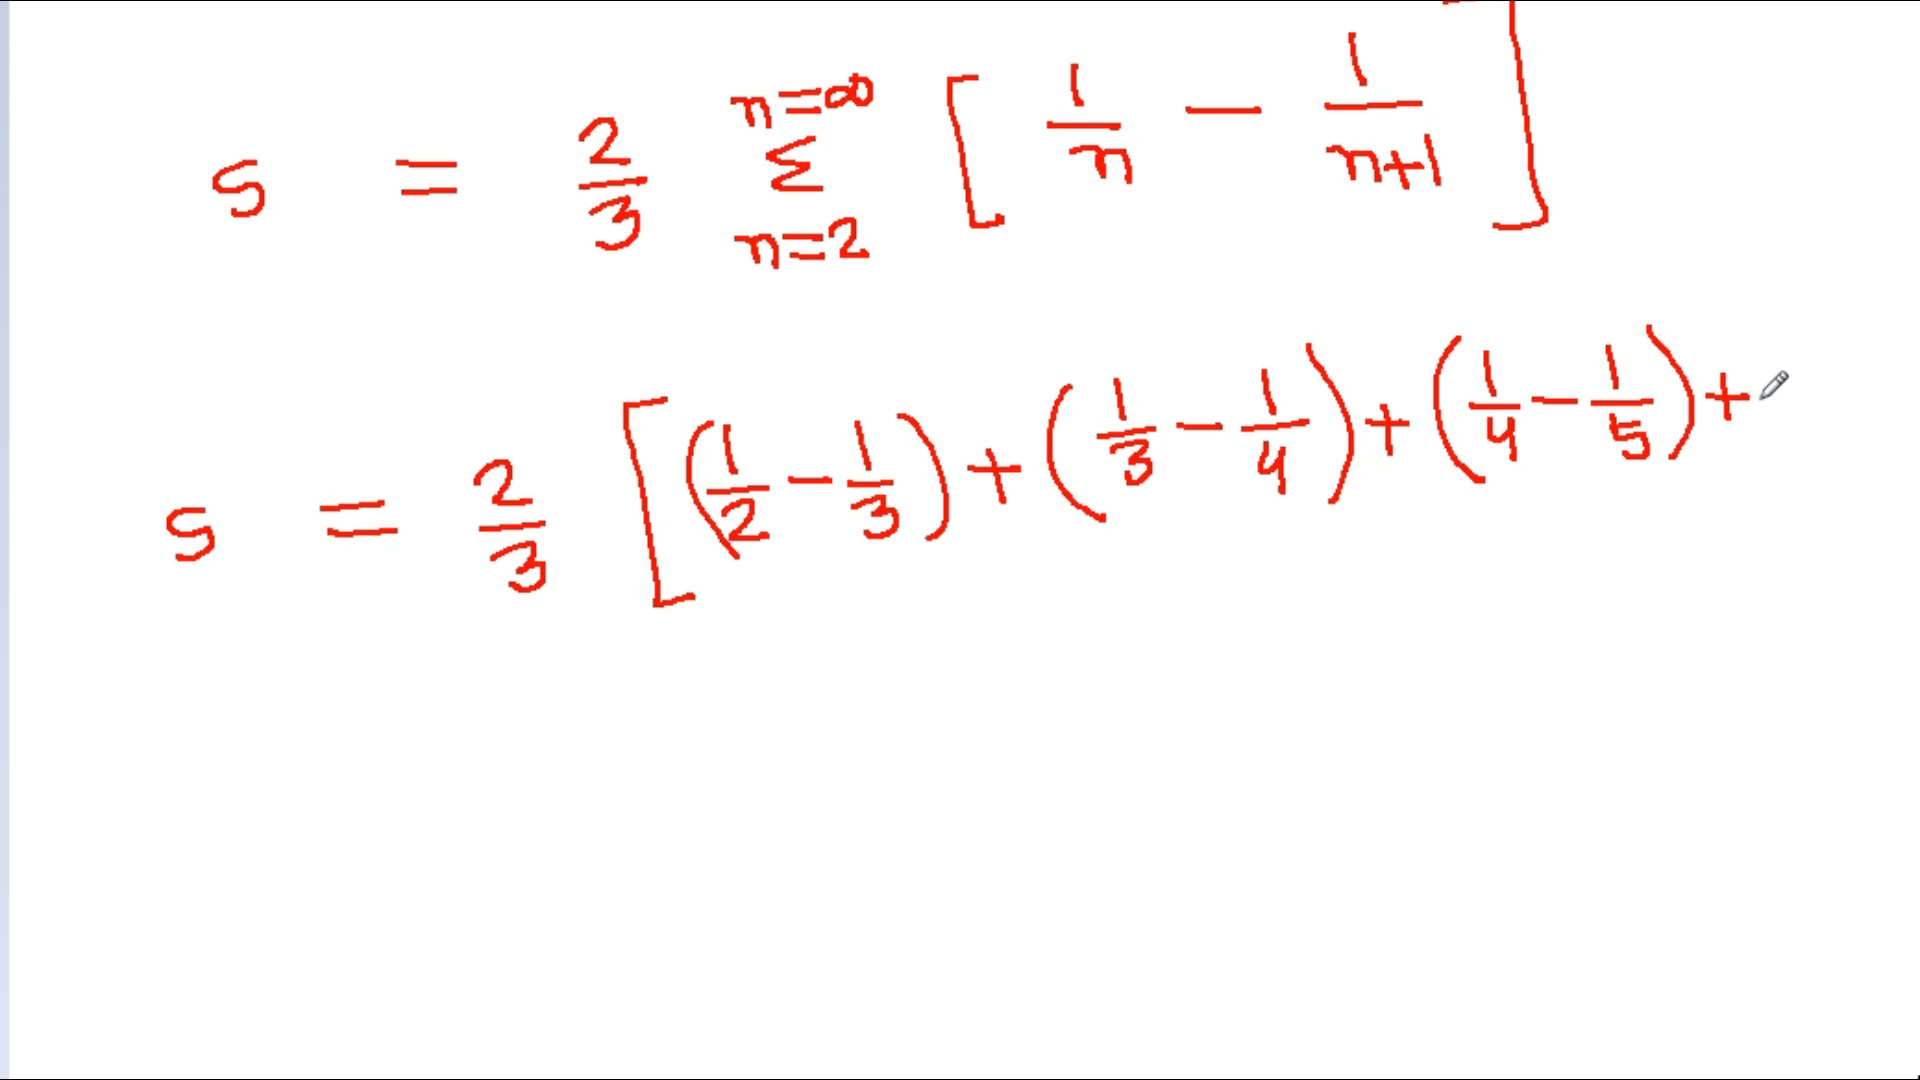 S = 2/3 Σ_{n=2}^{n=∞} [ 1/n − 1/(n+1) ]
S = 2/3 [ (1/2 − 1/3) + (1/3 − 1/4) + (1/4 − 1/5) +